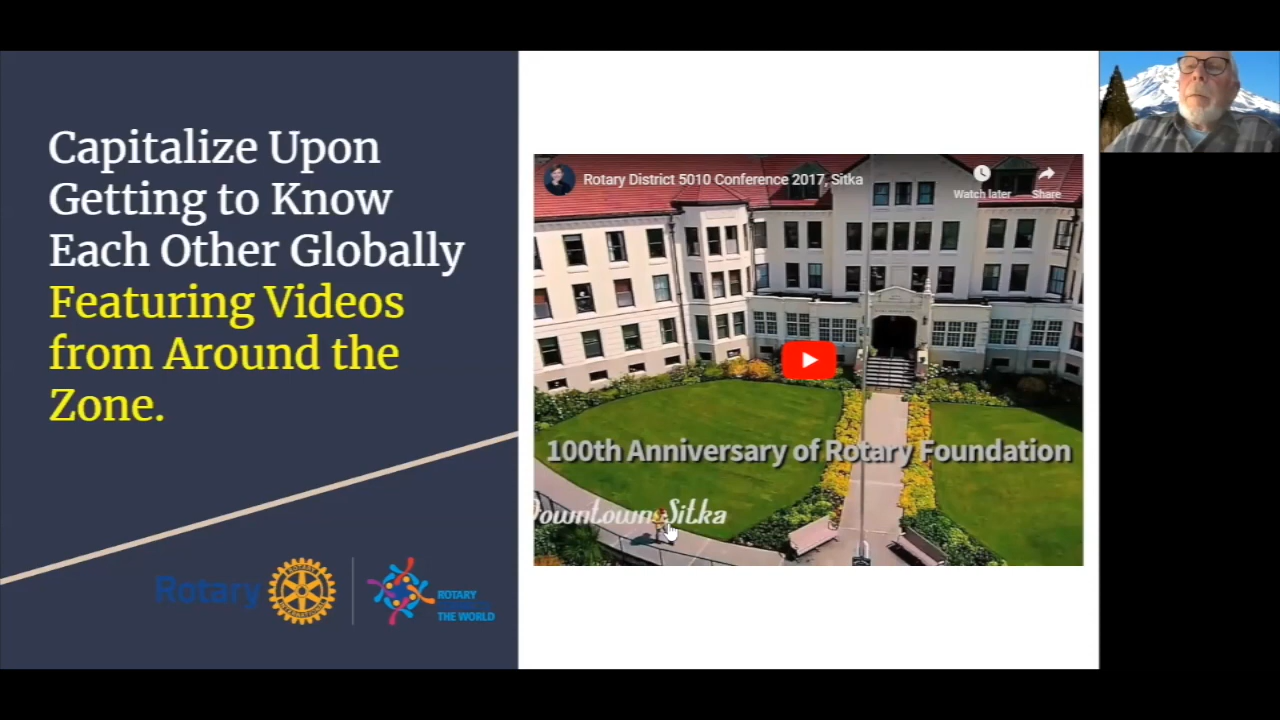 Capitalize Upon
Getting to Know
Each Other Globally
Featuring Videos
from Around the
Zone.
Rotary
ROTARY
THE WORLD
Rotary District 5010 Conference 2017, Sitka
Watch later
Share
100th Anniversary of Rotary Foundation
Downtown Sitka